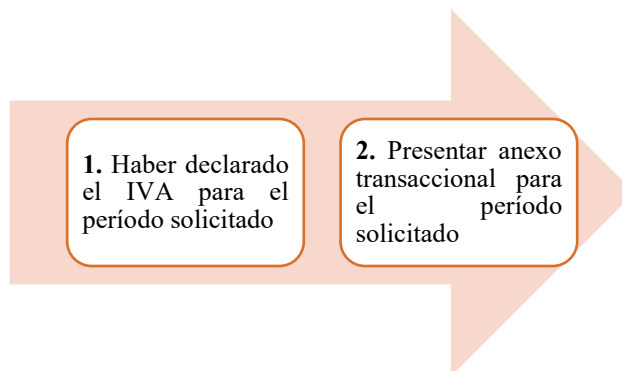 1. Haber declarado
el IVA para el
período solicitado
2. Presentar anexo
transaccional para
el período
solicitado